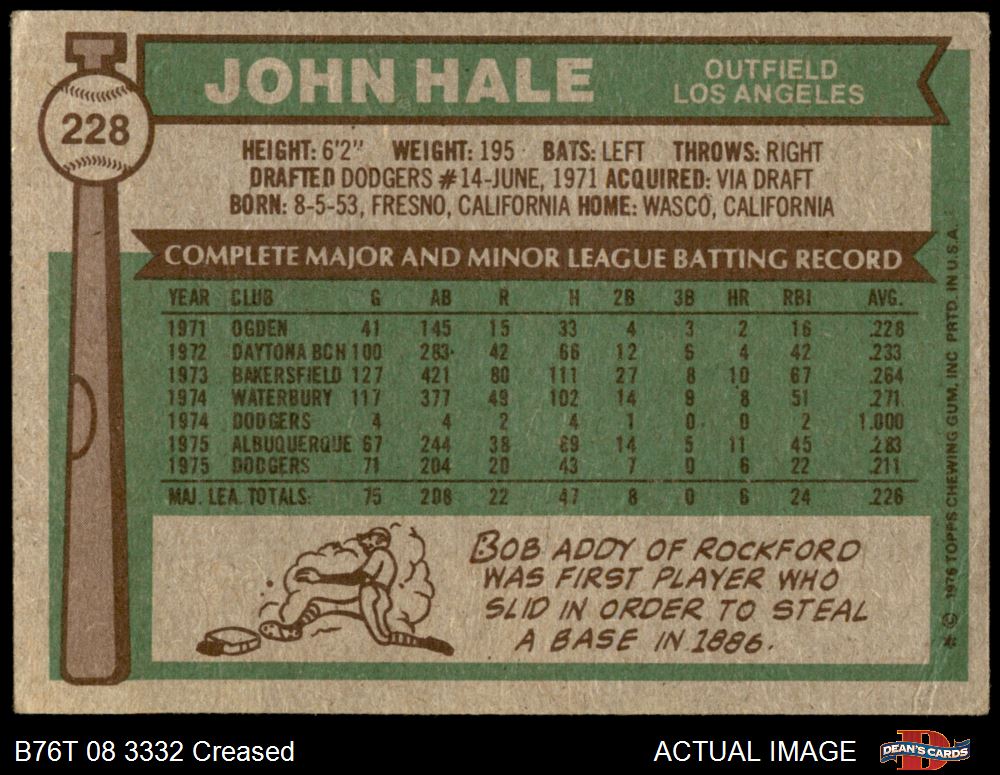 228
JOHN HALE
OUTFIELD
LOS ANGELES
HEIGHT: 6'2" WEIGHT: 195 BATS: LEFT THROWS: RIGHT
DRAFTED DODGERS #14-JUNE, 1971 ACQUIRED: VIA DRAFT
BORN: 8-5-53, FRESNO, CALIFORNIA HOME: WASCO, CALIFORNIA
COMPLETE MAJOR AND MINOR LEAGUE BATTING RECORD
YEAR CLUB G AB R H 2B 3B HR RBI AVG.
1971 OGDEN 41 145 15 33 4 3 2 16 .228
1972 DAYTONA BCH 100 283 42 66 12 6 4 42 .233
1973 BAKERSFIELD 127 421 80 111 27 8 10 67 .264
1974 WATERBURY 117 377 49 102 14 9 8 51 .271
1974 DODGERS 4 4 2 4 1 0 0 2 1.000
1975 ALBUQUERQUE 67 244 38 69 14 5 11 45 .283
1975 DODGERS 71 204 20 43 7 0 6 22 .211
MAJ. LEA. TOTALS: 75 208 22 47 8 0 6 24 .226
BOB ADDY OF ROCKFORD
WAS FIRST PLAYER WHO
SLID IN ORDER TO STEAL
A BASE IN 1886.
* © 1976 TOPPS CHEWING GUM, INC PRTD. IN U.S.A.
B76T 08 3332 Creased
ACTUAL IMAGE
DEAN'S CARDS